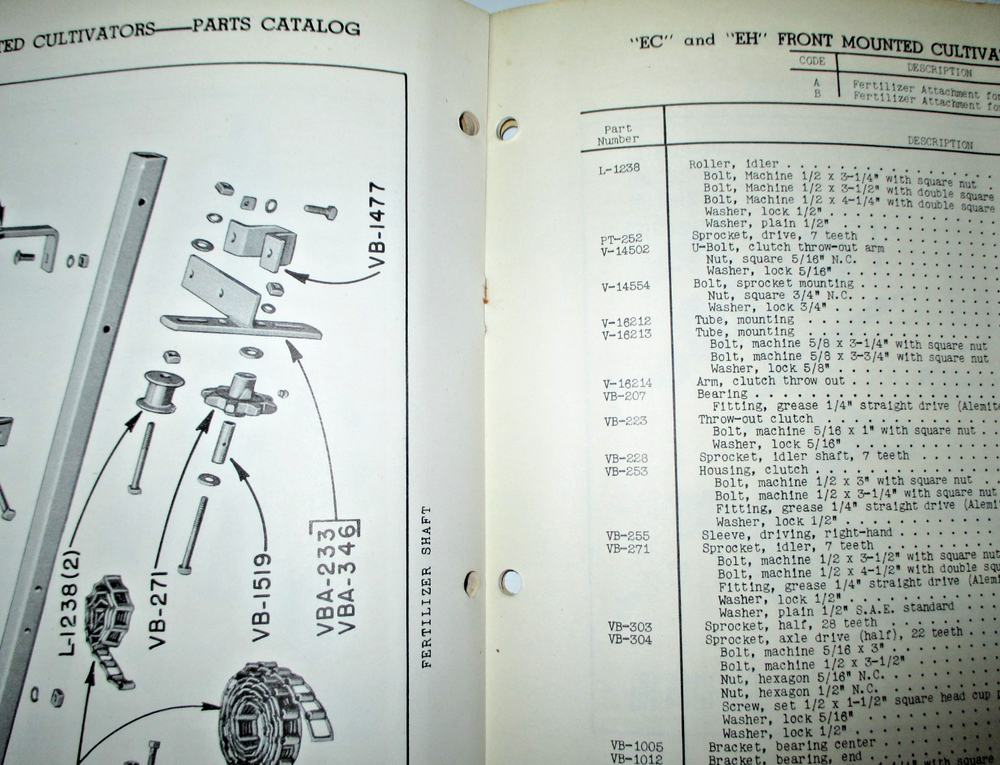 TED CULTIVATORS—PARTS CATALOG
VB-1477
L-1238(2)
VB-271
VB-1519
VBA-233
VBA-346
FERTILIZER SHAFT
"EC" and "EH" FRONT MOUNTED CULTIVA
CODE DESCRIPTION
A Fertilizer Attachment for
B Fertilizer Attachment fo
Part
Number DESCRIPTION
L-1238 Roller, idler
Bolt, Machine 1/2 x 3-1/4" with square nut
Bolt, Machine 1/2 x 3-1/2" with double square
Bolt, Machine 1/2 x 4-1/4" with double square
Washer, lock 1/2"
Washer, plain 1/2"
PT-252 Sprocket, drive, 7 teeth
V-14502 U-Bolt, clutch throw-out arm
Nut, square 5/16" N.C.
Washer, lock 5/16"
V-14554 Bolt, sprocket mounting
Nut, square 3/4" N.C.
Washer, lock 3/4"
V-16212 Tube, mounting
V-16213 Tube, mounting
Bolt, machine 5/8 x 3-1/4" with square nut
Bolt, machine 5/8 x 3-3/4" with square nut
Washer, lock 5/8"
V-16214 Arm, clutch throw out
VB-207 Bearing
Fitting, grease 1/4" straight drive (Alemite
VB-223 Throw-out clutch
Bolt, machine 5/16 x 1" with square nut
Washer, lock 5/16"
VB-228 Sprocket, idler shaft, 7 teeth
VB-253 Housing, clutch
Bolt, machine 1/2 x 3" with square nut
Bolt, machine 1/2 x 3-1/4" with square nut
Fitting, grease 1/4" straight drive (Alemi
Washer, lock 1/2"
VB-255 Sleeve, driving, right-hand
VB-271 Sprocket, idler, 7 teeth
Bolt, machine 1/2 x 3-1/2" with square nut
Bolt, machine 1/2 x 4-1/2" with double squ
Fitting, grease 1/4" straight drive (Alemi
Washer, lock 1/2"
Washer, plain 1/2" S.A.E. standard
VB-303 Sprocket, half, 28 teeth
VB-304 Sprocket, axle drive (half), 22 teeth
Bolt, machine 5/16 x 3"
Bolt, machine 1/2 x 3-1/2"
Nut, hexagon 5/16" N.C.
Nut, hexagon 1/2" N.C.
Screw, set 1/2 x 1-1/2" square head cup
Washer, lock 5/16"
Washer, lock 1/2"
VB-1005 Bracket, bearing center
VB-1012 Bracket, bearing, end
with square